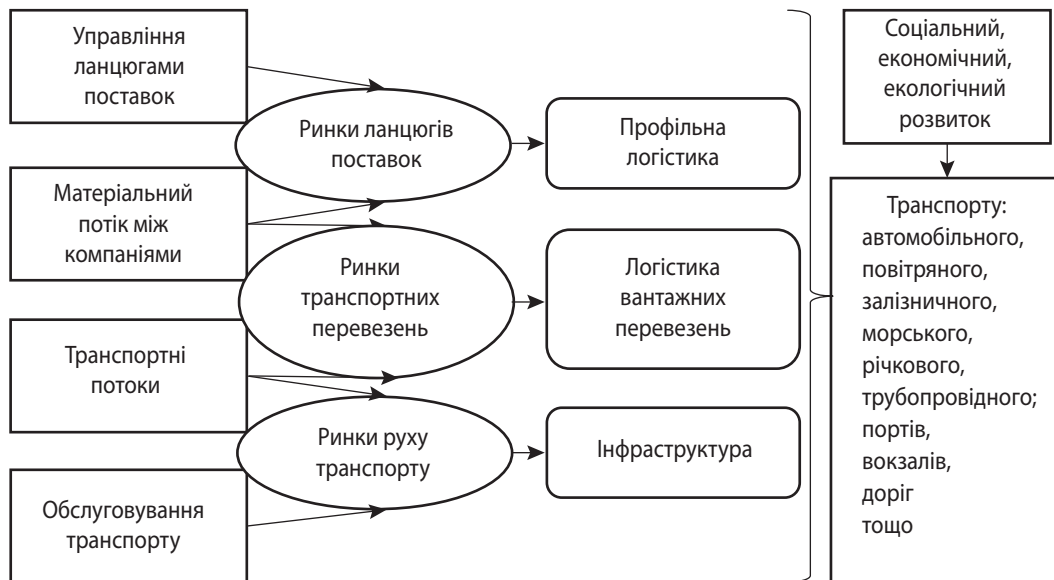 Управління
ланцюгами
поставок
Матеріальний
потік між
компаніями
Транспортні
потоки
Обслуговування
транспорту
Ринки ланцюгів
поставок
Ринки
транспортних
перевезень
Ринки руху
транспорту
Профільна
логістика
Логістика
вантажних
перевезень
Інфраструктура
Соціальний,
економічний,
екологічний
розвиток
Транспорту:
автомобільного,
повітряного,
залізничного,
морського,
річкового,
трубопровідного;
портів,
вокзалів,
доріг
тощо